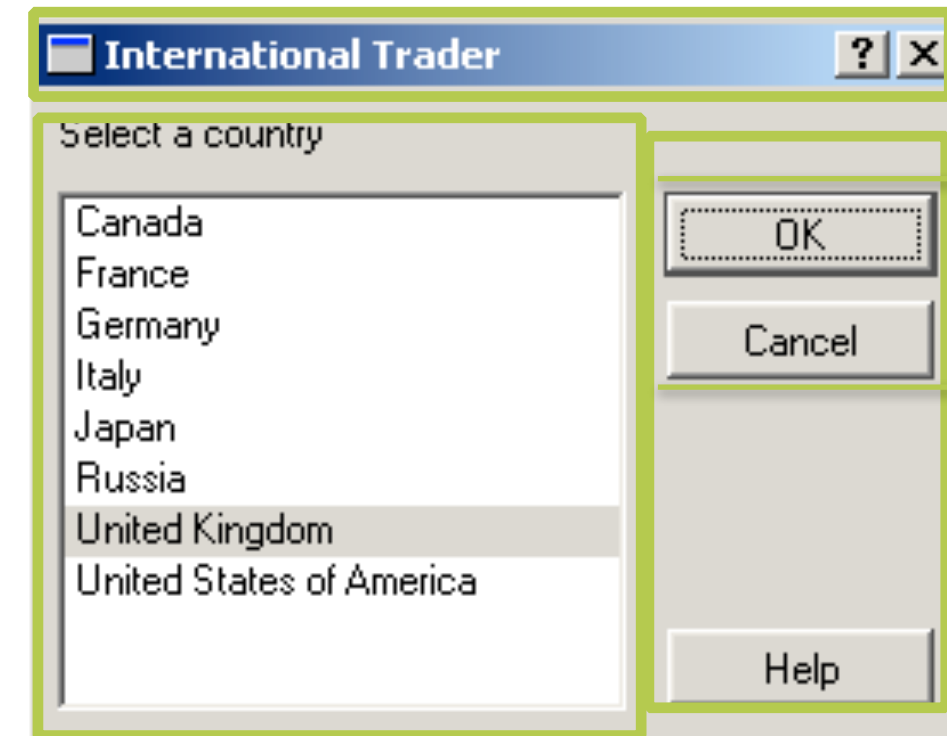 International Trader
?
Select a country
Canada
France
Germany
Italy
Japan
Russia
United Kingdom
United States of America
OK
Cancel
Help